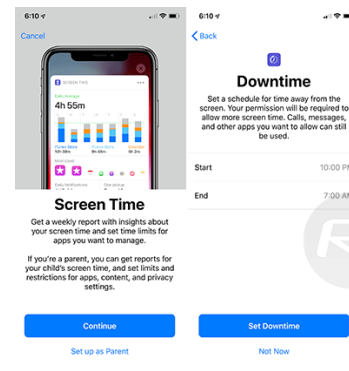 6:10
Cancel
SCREEN TIME
Daily Average
4h 55m
Screen Time
Get a weekly report with insights about
your screen time and set time limits for
apps you want to manage.
If you're a parent, you can get reports for
your child's screen time, and set limits and
restrictions for apps, content, and privacy
settings.
Continue
Set up as Parent
6:10
Back
Downtime
Set a schedule for time away from the
screen. Your permission will be required to
allow more screen time. Calls, messages,
and other apps you want to allow can still
be used.
Start 10:00 PM
End 7:00 AM
Set Downtime
Not Now